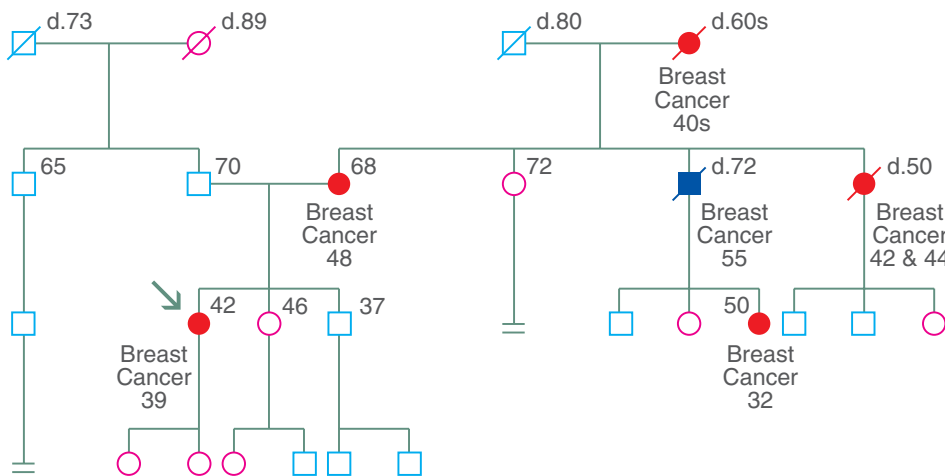 d.73
d.89
d.80
d.60s
Breast
Cancer
40s
65
70
68
72
d.72
d.50
Breast
Cancer
48
Breast
Cancer
55
Breast
Cancer
42 & 44
42
46
37
50
Breast
Cancer
39
Breast
Cancer
32